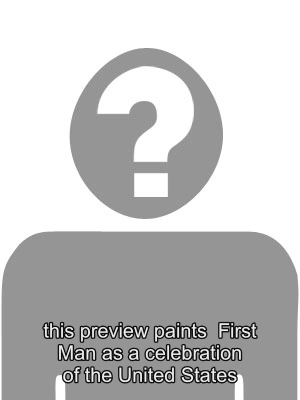 ?
this preview paints  First
Man as a celebration
of the United States